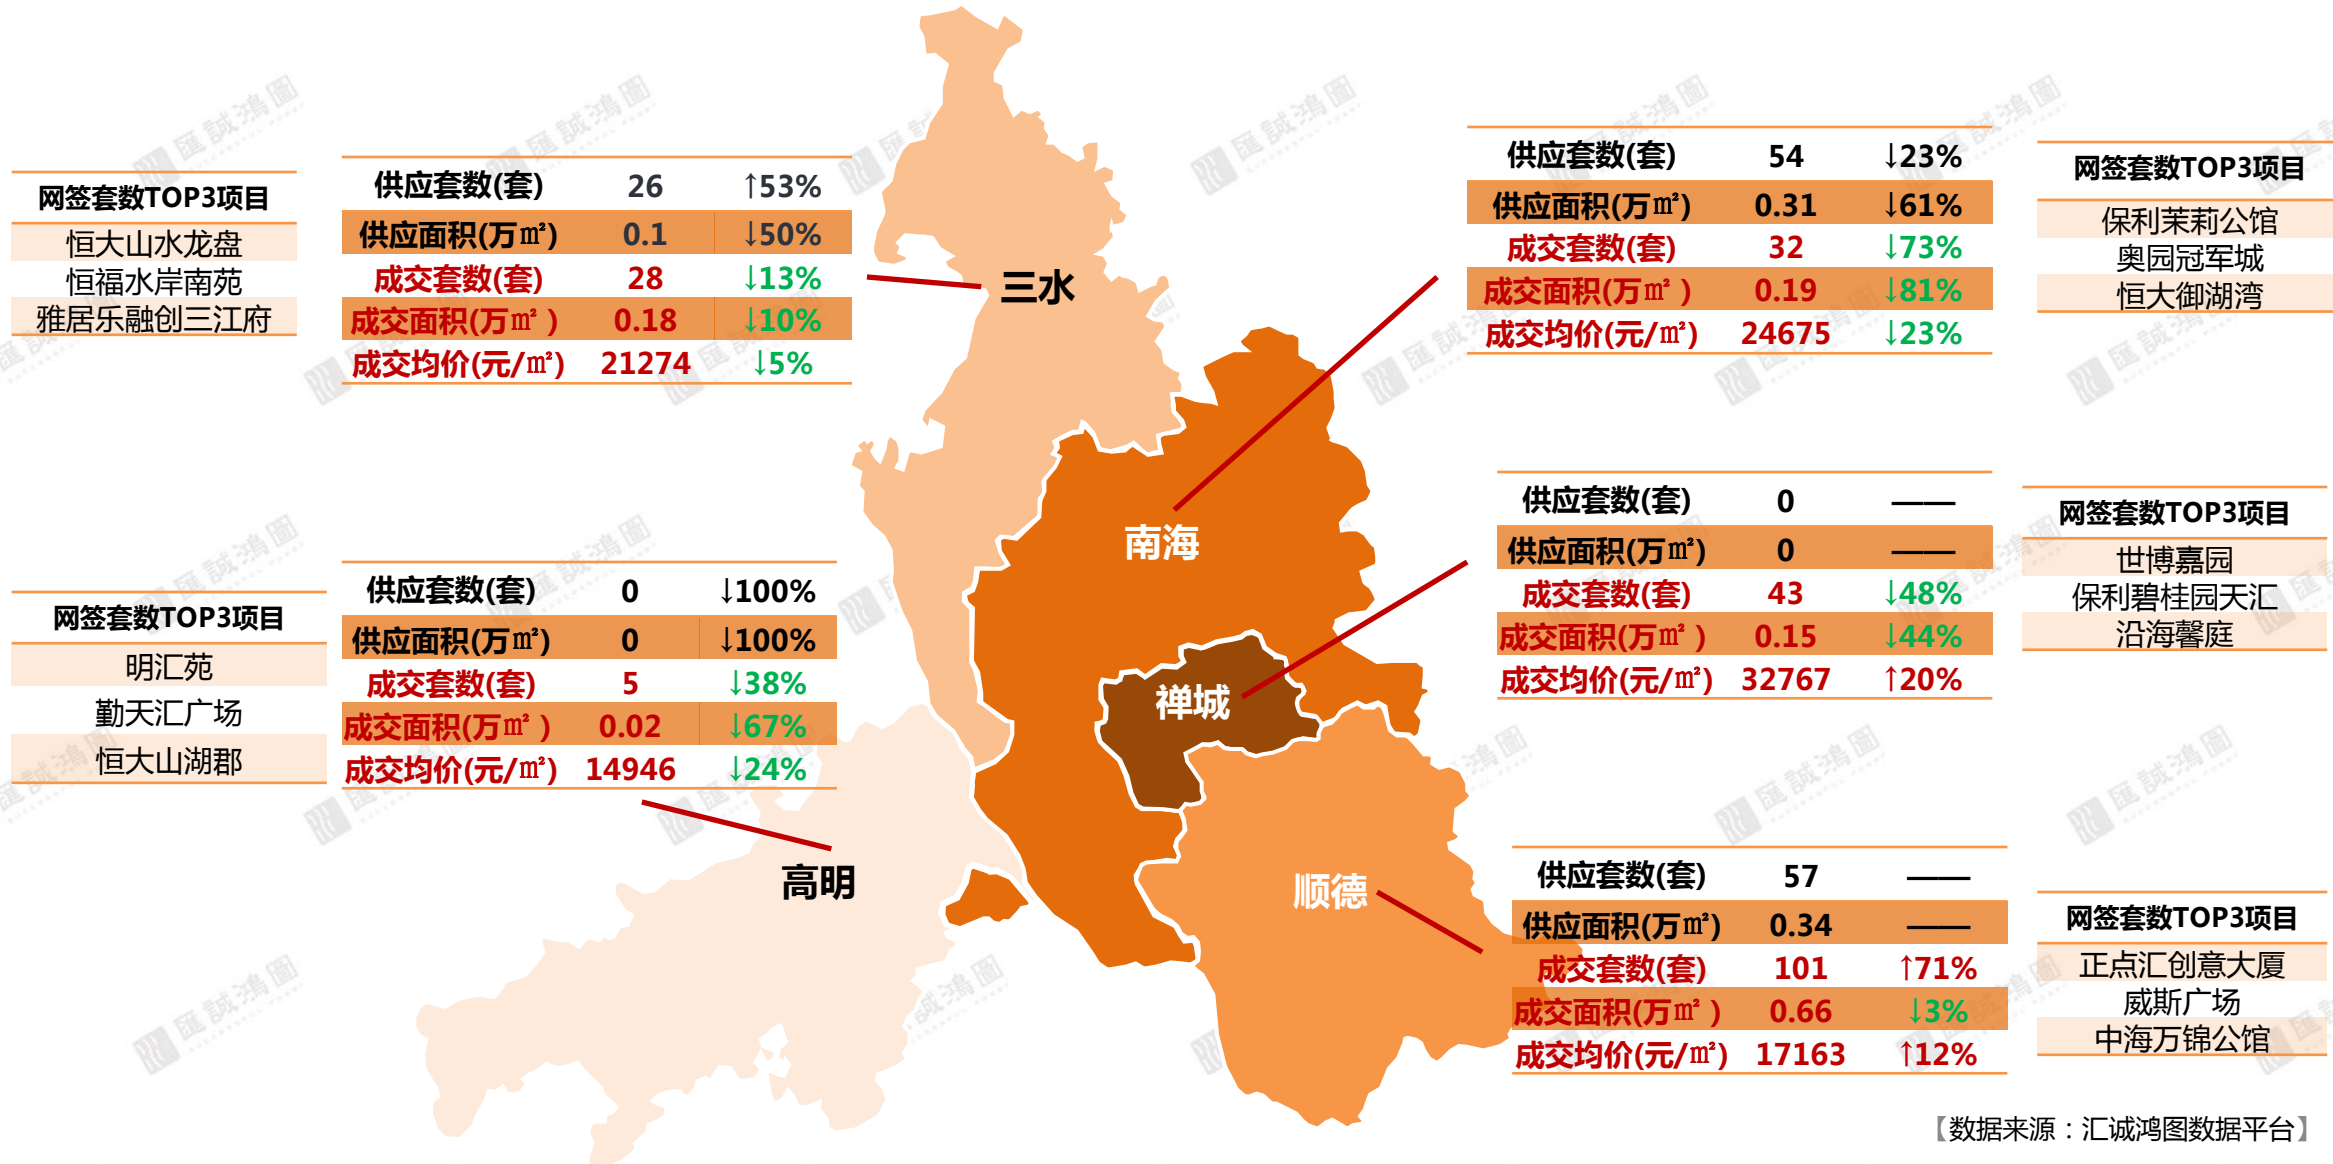 网签套数TOP3项目
恒大山水龙盘
恒福水岸南苑
雅居乐融创三江府
供应套数(套) 26 ↑53%
供应面积(万㎡) 0.1 ↓50%
成交套数(套) 28 ↓13%
成交面积(万㎡ ) 0.18 ↓10%
成交均价(元/㎡) 21274 ↓5%
三水
供应套数(套) 54 ↓23%
供应面积(万㎡) 0.31 ↓61%
成交套数(套) 32 ↓73%
成交面积(万㎡ ) 0.19 ↓81%
成交均价(元/㎡) 24675 ↓23%
网签套数TOP3项目
保利茉莉公馆
奥园冠军城
恒大御湖湾
南海
供应套数(套) 0 ——
供应面积(万㎡) 0 ——
成交套数(套) 43 ↓48%
成交面积(万㎡ ) 0.15 ↓44%
成交均价(元/㎡) 32767 ↑20%
网签套数TOP3项目
世博嘉园
保利碧桂园天汇
沿海馨庭
禅城
网签套数TOP3项目
明汇苑
勤天汇广场
恒大山湖郡
供应套数(套) 0 ↓100%
供应面积(万㎡) 0 ↓100%
成交套数(套) 5 ↓38%
成交面积(万㎡ ) 0.02 ↓67%
成交均价(元/㎡) 14946 ↓24%
高明
顺德
供应套数(套) 57 ——
供应面积(万㎡) 0.34 ——
成交套数(套) 101 ↑71%
成交面积(万㎡ ) 0.66 ↓3%
成交均价(元/㎡) 17163 ↑12%
网签套数TOP3项目
正点汇创意大厦
威斯广场
中海万锦公馆
【数据来源：汇诚鸿图数据平台】
匯誠鴻圖